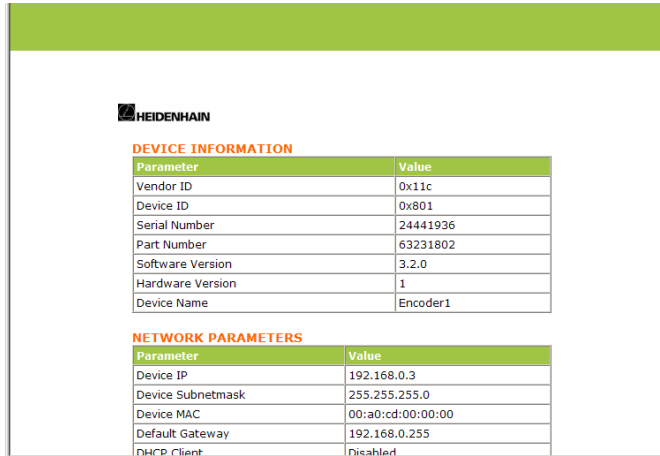 HEIDENHAIN
DEVICE INFORMATION
Parameter Value
Vendor ID 0x11c
Device ID 0x801
Serial Number 24441936
Part Number 63231802
Software Version 3.2.0
Hardware Version 1
Device Name Encoder1
NETWORK PARAMETERS
Parameter Value
Device IP 192.168.0.3
Device Subnetmask 255.255.255.0
Device MAC 00:a0:cd:00:00:00
Default Gateway 192.168.0.255
DHCP Client Disabled